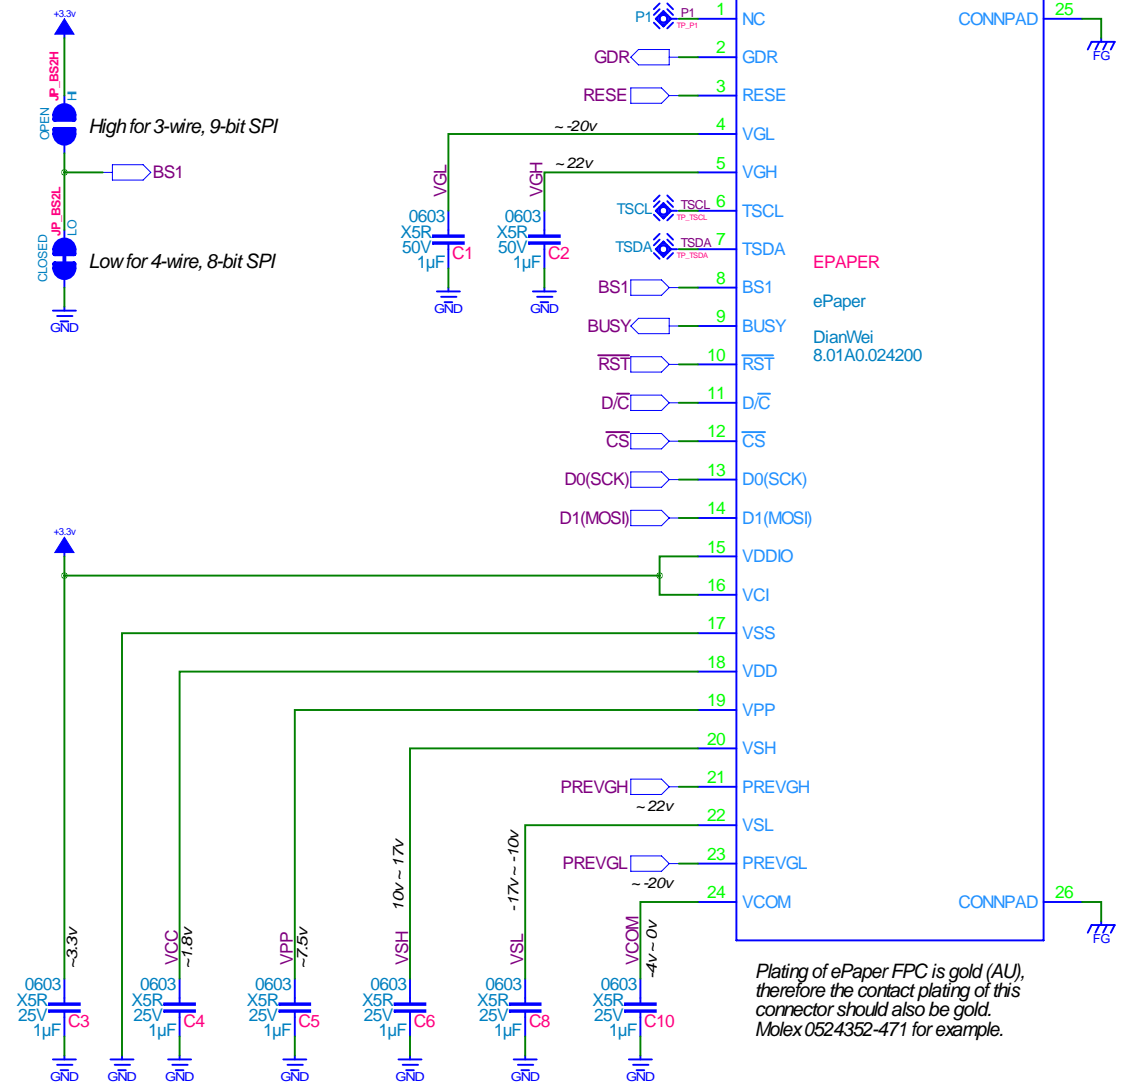 +3.3v
JP_BS2H
H
OPEN
High for 3-wire, 9-bit SPI
BS1
JP_BS2L
LO
CLOSED
Low for 4-wire, 8-bit SPI
GND
~ -20v
~ 22v
VGL
0603
X5R
50V
1µF
C1
GND
VGH
0603
X5R
50V
1µF
C2
GND
P1 P1 TP_P1 1 NC
GDR 2 GDR
RESE 3 RESE
4 VGL
5 VGH
TSCL TSCL TP_TSCL 6 TSCL
TSDA TSDA TP_TSDA 7 TSDA
BS1 8 BS1
BUSY 9 BUSY
RST 10 RST
D/C 11 D/C
CS 12 CS
D0(SCK) 13 D0(SCK)
D1(MOSI) 14 D1(MOSI)
15 VDDIO
16 VCI
17 VSS
18 VDD
19 VPP
20 VSH
PREVGH 21 PREVGH
~ 22v
22 VSL
PREVGL 23 PREVGL
~ -20v
24 VCOM
EPAPER
ePaper
DianWei
8.01A0.024200
CONNPAD 25
FG
CONNPAD 26
FG
+3.3v
~3.3v
0603
X5R
25V
1µF
C3
GND
GND
VCC
~1.8v
0603
X5R
25V
1µF
C4
GND
VPP
~7.5v
0603
X5R
25V
1µF
C5
GND
VSH
10v ~ 17v
0603
X5R
25V
1µF
C6
GND
VSL
-17v ~ -10v
0603
X5R
25V
1µF
C8
GND
VCOM
-4v ~ 0v
0603
X5R
25V
1µF
C10
GND
Plating of ePaper FPC is gold (AU),
therefore the contact plating of this
connector should also be gold.
Molex 0524352-471 for example.